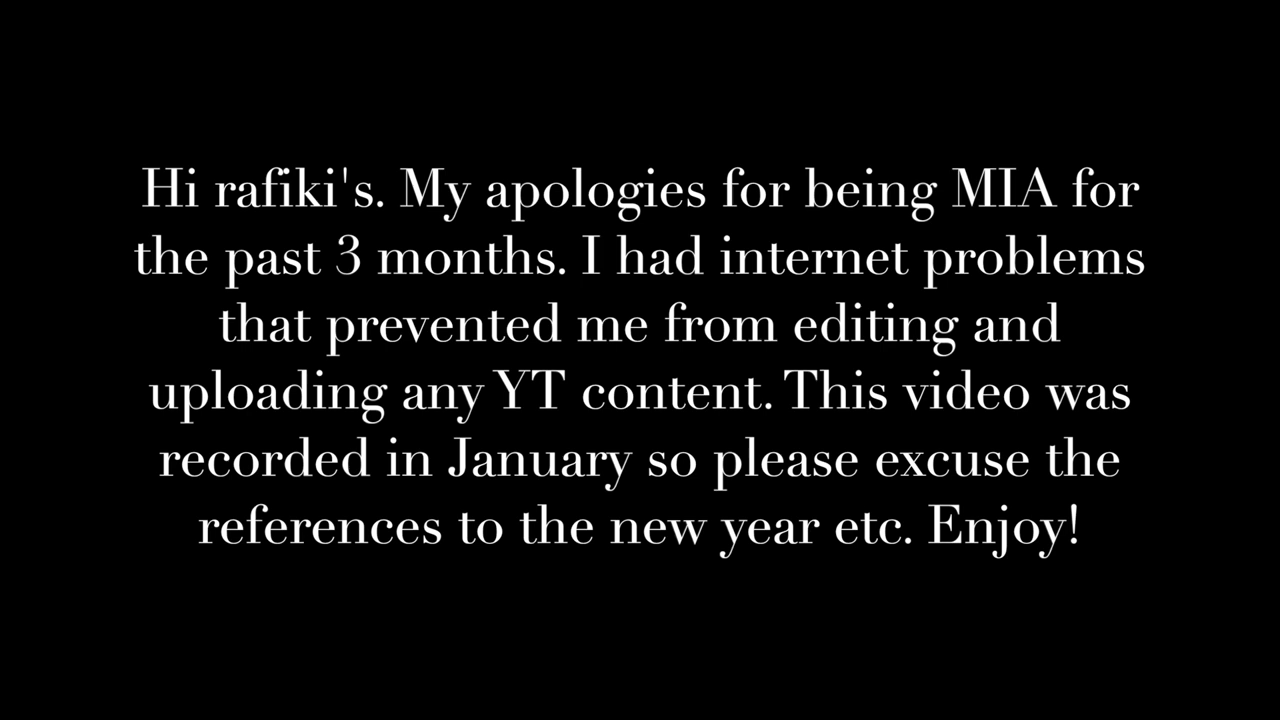 Hi rafiki's. My apologies for being MIA for
the past 3 months. I had internet problems
that prevented me from editing and
uploading any YT content. This video was
recorded in January so please excuse the
references to the new year etc. Enjoy!